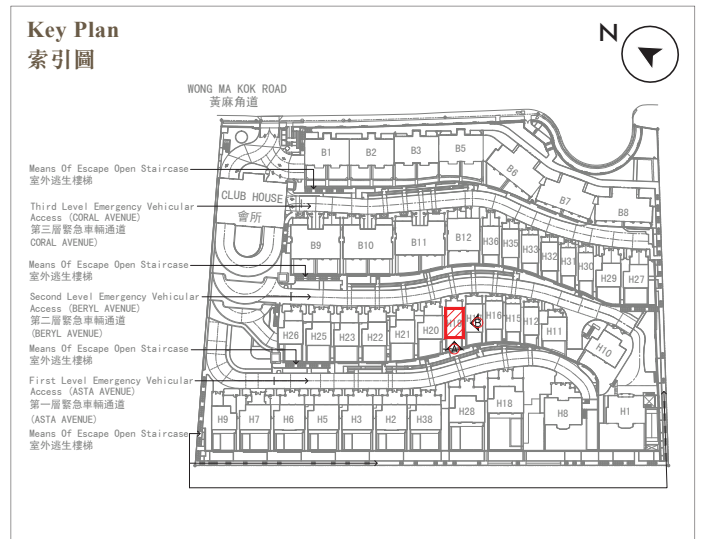 Key Plan
索引圖
N
WONG MA KOK ROAD
黃麻角道
B1 B2 B3 B5
B6
B7
B8
Means Of Escape Open Staircase
室外逃生樓梯
CLUB HOUSE
會所
Third Level Emergency Vehicular
Access (CORAL AVENUE)
第三層緊急車輛通道
CORAL AVENUE)
B9 B10 B11 B12 H36 H35 H33 H32 H31 H30 H29 H27
Means Of Escape Open Staircase
室外逃生樓梯
Second Level Emergency Vehicular
Access (BERYL AVENUE)
第二層緊急車輛通道
(BERYL AVENUE)
H26 H25 H23 H22 H21 H20 H16 H15 H12 H11 H10
B
A
Means Of Escape Open Staircase
室外逃生樓梯
First Level Emergency Vehicular
Access (ASTA AVENUE)
第一層緊急車輛通道
(ASTA AVENUE)
H9 H7 H6 H5 H3 H2 H38 H28 H18 H8 H1
Means Of Escape Open Staircase
室外逃生樓梯